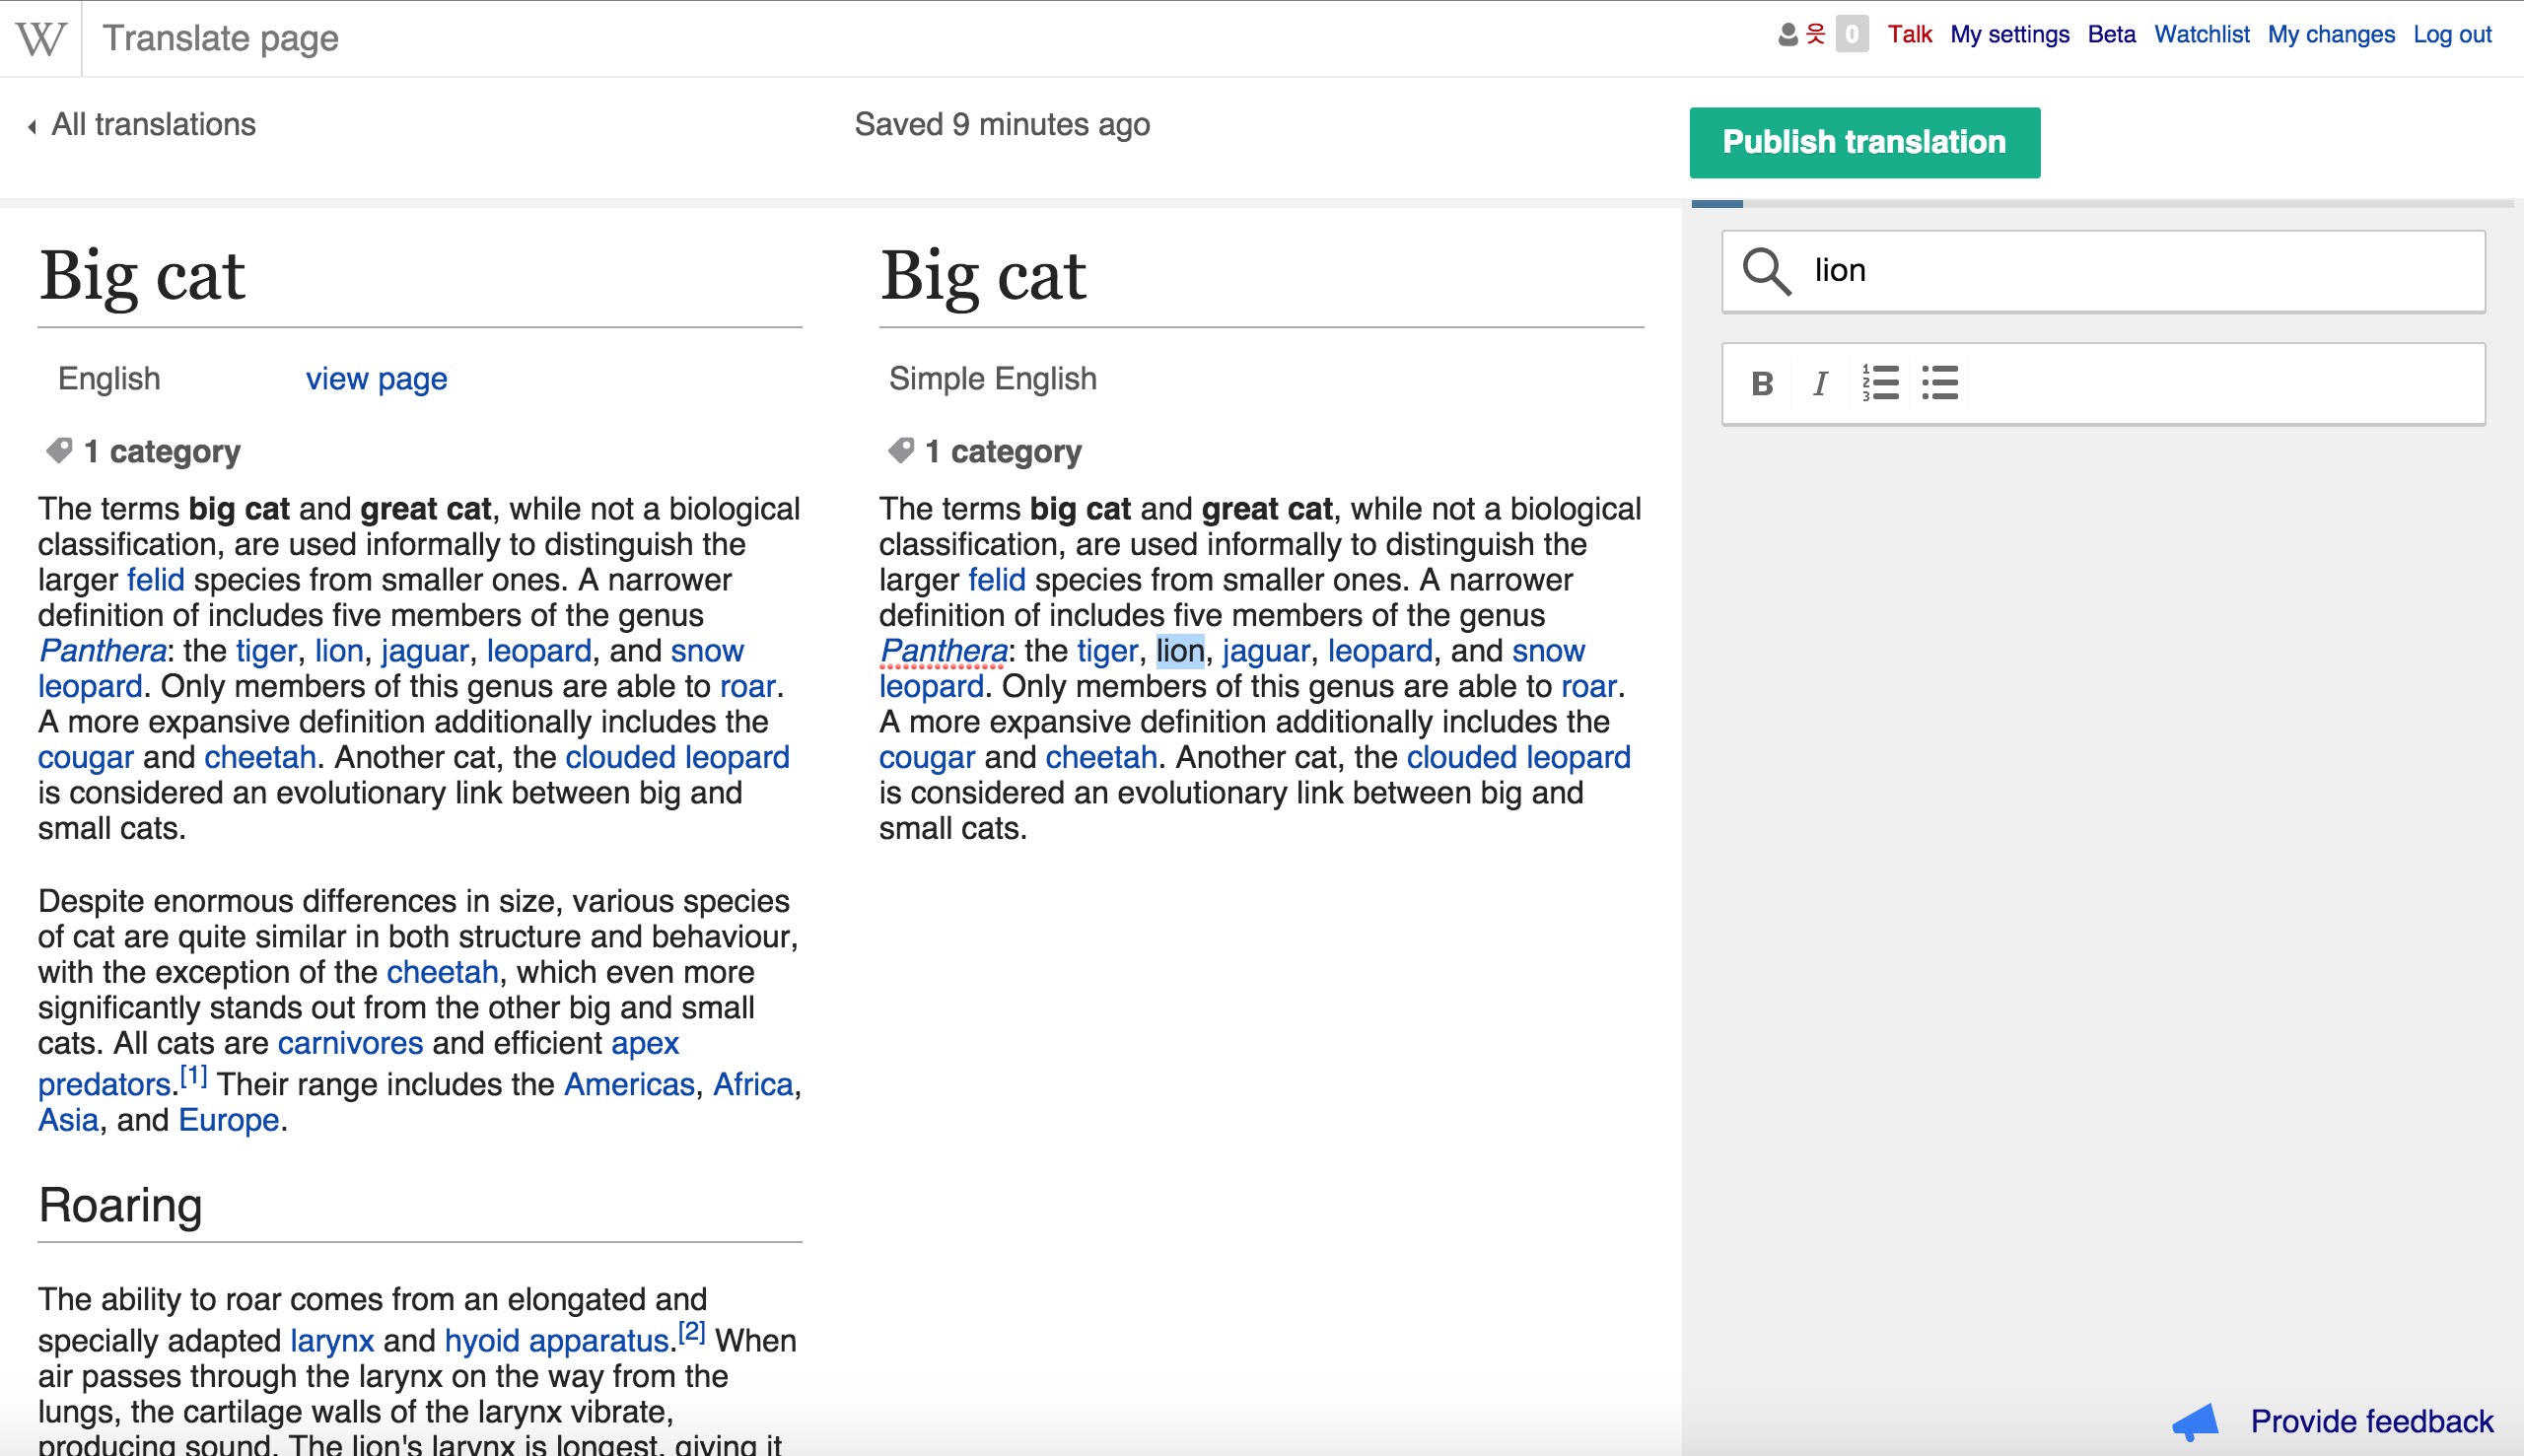 W Translate page
웃 0 Talk My settings Beta Watchlist My changes Log out
All translations
Saved 9 minutes ago
Publish translation
Big cat
English view page
1 category
The terms big cat and great cat, while not a biological
classification, are used informally to distinguish the
larger felid species from smaller ones. A narrower
definition of includes five members of the genus
Panthera: the tiger, lion, jaguar, leopard, and snow
leopard. Only members of this genus are able to roar.
A more expansive definition additionally includes the
cougar and cheetah. Another cat, the clouded leopard
is considered an evolutionary link between big and
small cats.
Despite enormous differences in size, various species
of cat are quite similar in both structure and behaviour,
with the exception of the cheetah, which even more
significantly stands out from the other big and small
cats. All cats are carnivores and efficient apex
predators.[1] Their range includes the Americas, Africa,
Asia, and Europe.
Roaring
The ability to roar comes from an elongated and
specially adapted larynx and hyoid apparatus.[2] When
air passes through the larynx on the way from the
lungs, the cartilage walls of the larynx vibrate,
producing sound. The lion's larynx is longest, giving it
Big cat
Simple English
1 category
The terms big cat and great cat, while not a biological
classification, are used informally to distinguish the
larger felid species from smaller ones. A narrower
definition of includes five members of the genus
Panthera: the tiger, lion, jaguar, leopard, and snow
leopard. Only members of this genus are able to roar.
A more expansive definition additionally includes the
cougar and cheetah. Another cat, the clouded leopard
is considered an evolutionary link between big and
small cats.
lion
B I 1 2 3
Provide feedback